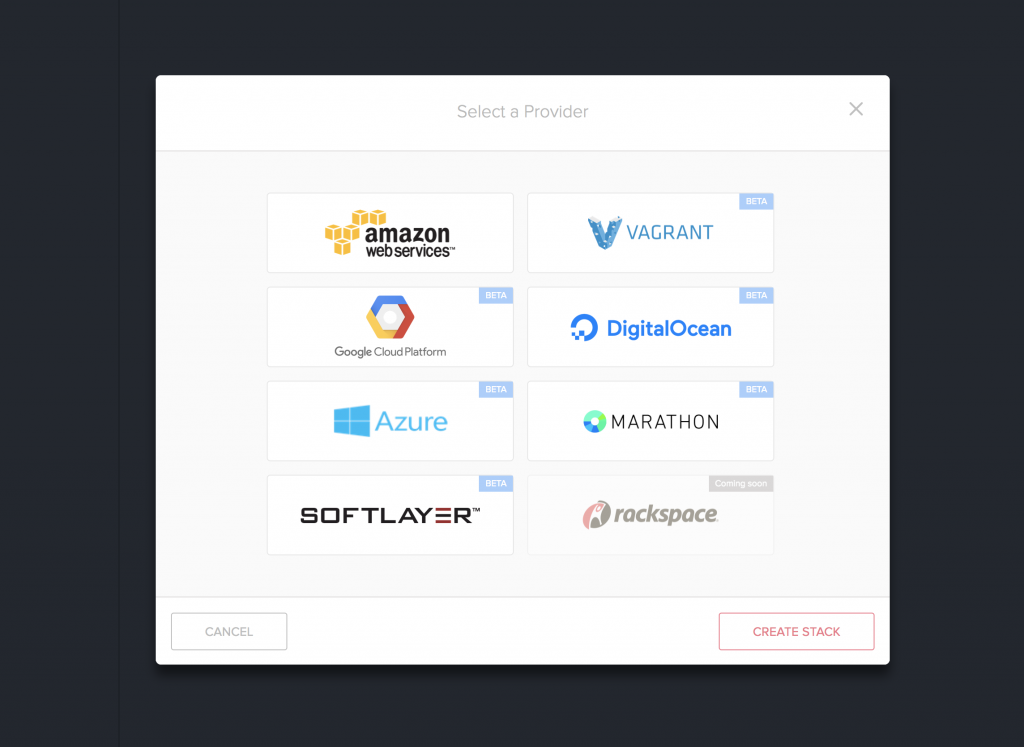 Select a Provider
amazon
web services™
BETA
VAGRANT
BETA
Google Cloud Platform
BETA
DigitalOcean
BETA
Azure
BETA
MARATHON
BETA
SOFTLAYER™
Coming soon
rackspace.
CANCEL
CREATE STACK